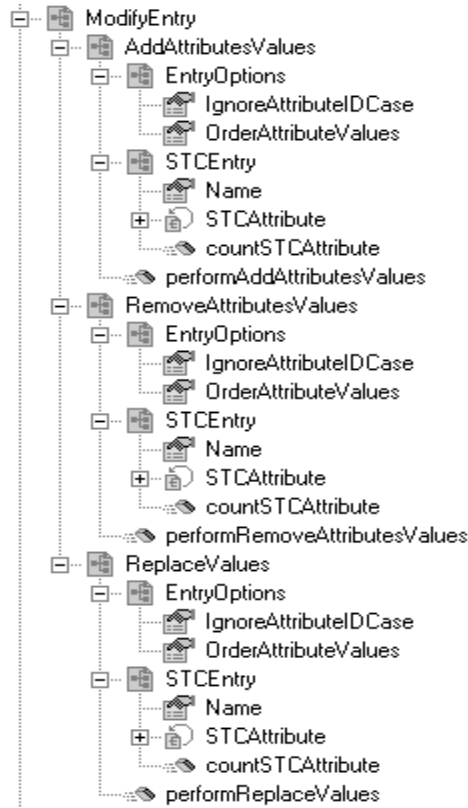 ModifyEntry
AddAttributesValues
EntryOptions
IgnoreAttributeIDCase
OrderAttributeValues
STCEntry
Name
STCAttribute
countSTCAttribute
performAddAttributesValues
RemoveAttributesValues
EntryOptions
IgnoreAttributeIDCase
OrderAttributeValues
STCEntry
Name
STCAttribute
countSTCAttribute
performRemoveAttributesValues
ReplaceValues
EntryOptions
IgnoreAttributeIDCase
OrderAttributeValues
STCEntry
Name
STCAttribute
countSTCAttribute
performReplaceValues